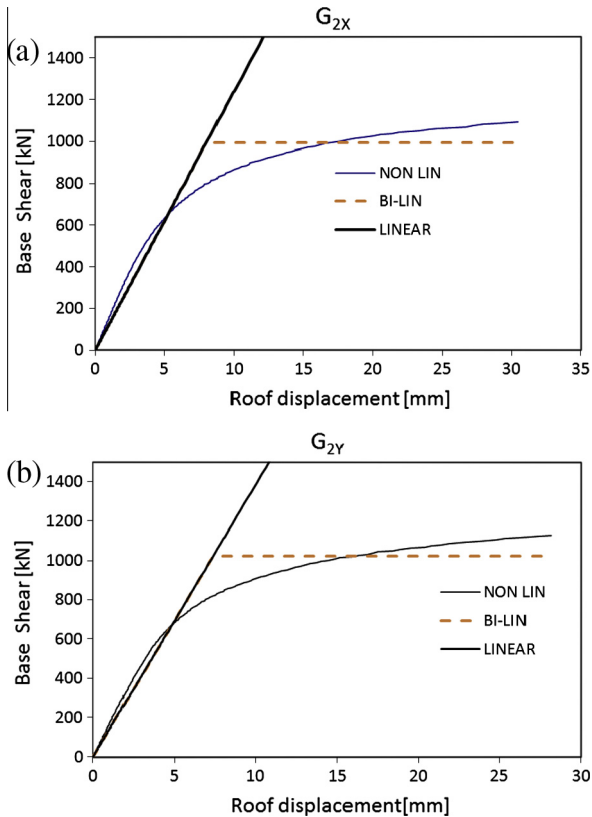 G2X
(a)
1400
1200
1000
800
600
400
200
0
Base Shear [kN]
NON LIN
BI-LIN
LINEAR
0 5 10 15 20 25 30 35
Roof displacement [mm]
G2Y
(b)
1400
1200
1000
800
600
400
200
0
Base Shear [kN]
NON LIN
BI-LIN
LINEAR
0 5 10 15 20 25 30
Roof displacement[mm]